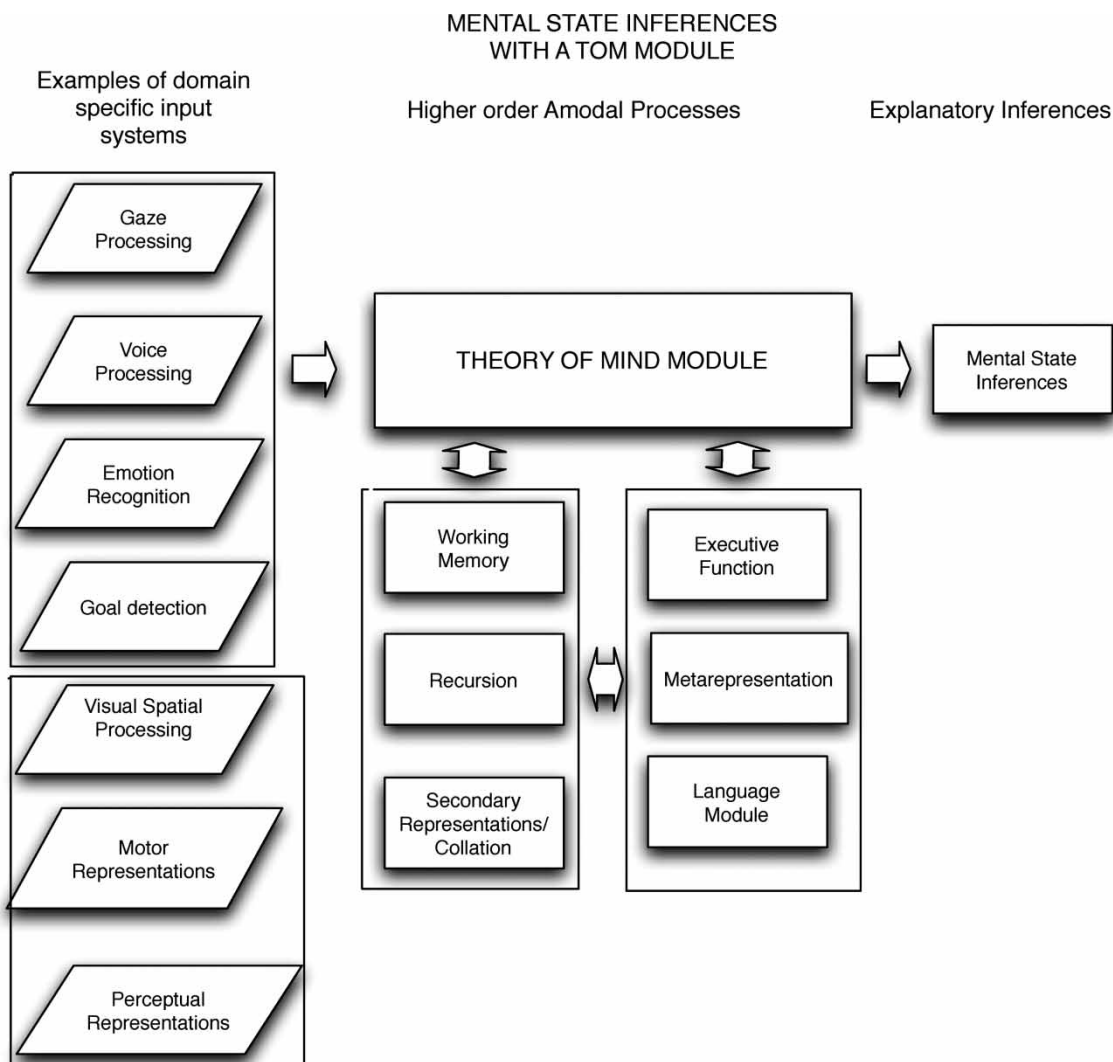 MENTAL STATE INFERENCES
WITH A TOM MODULE
Examples of domain
specific input
systems
Higher order Amodal Processes
Explanatory Inferences
Gaze
Processing
Voice
Processing
Emotion
Recognition
Goal detection
Visual Spatial
Processing
Motor
Representations
Perceptual
Representations
THEORY OF MIND MODULE
Working
Memory
Recursion
Secondary
Representations/
Collation
Executive
Function
Metarepresentation
Language
Module
Mental State
Inferences